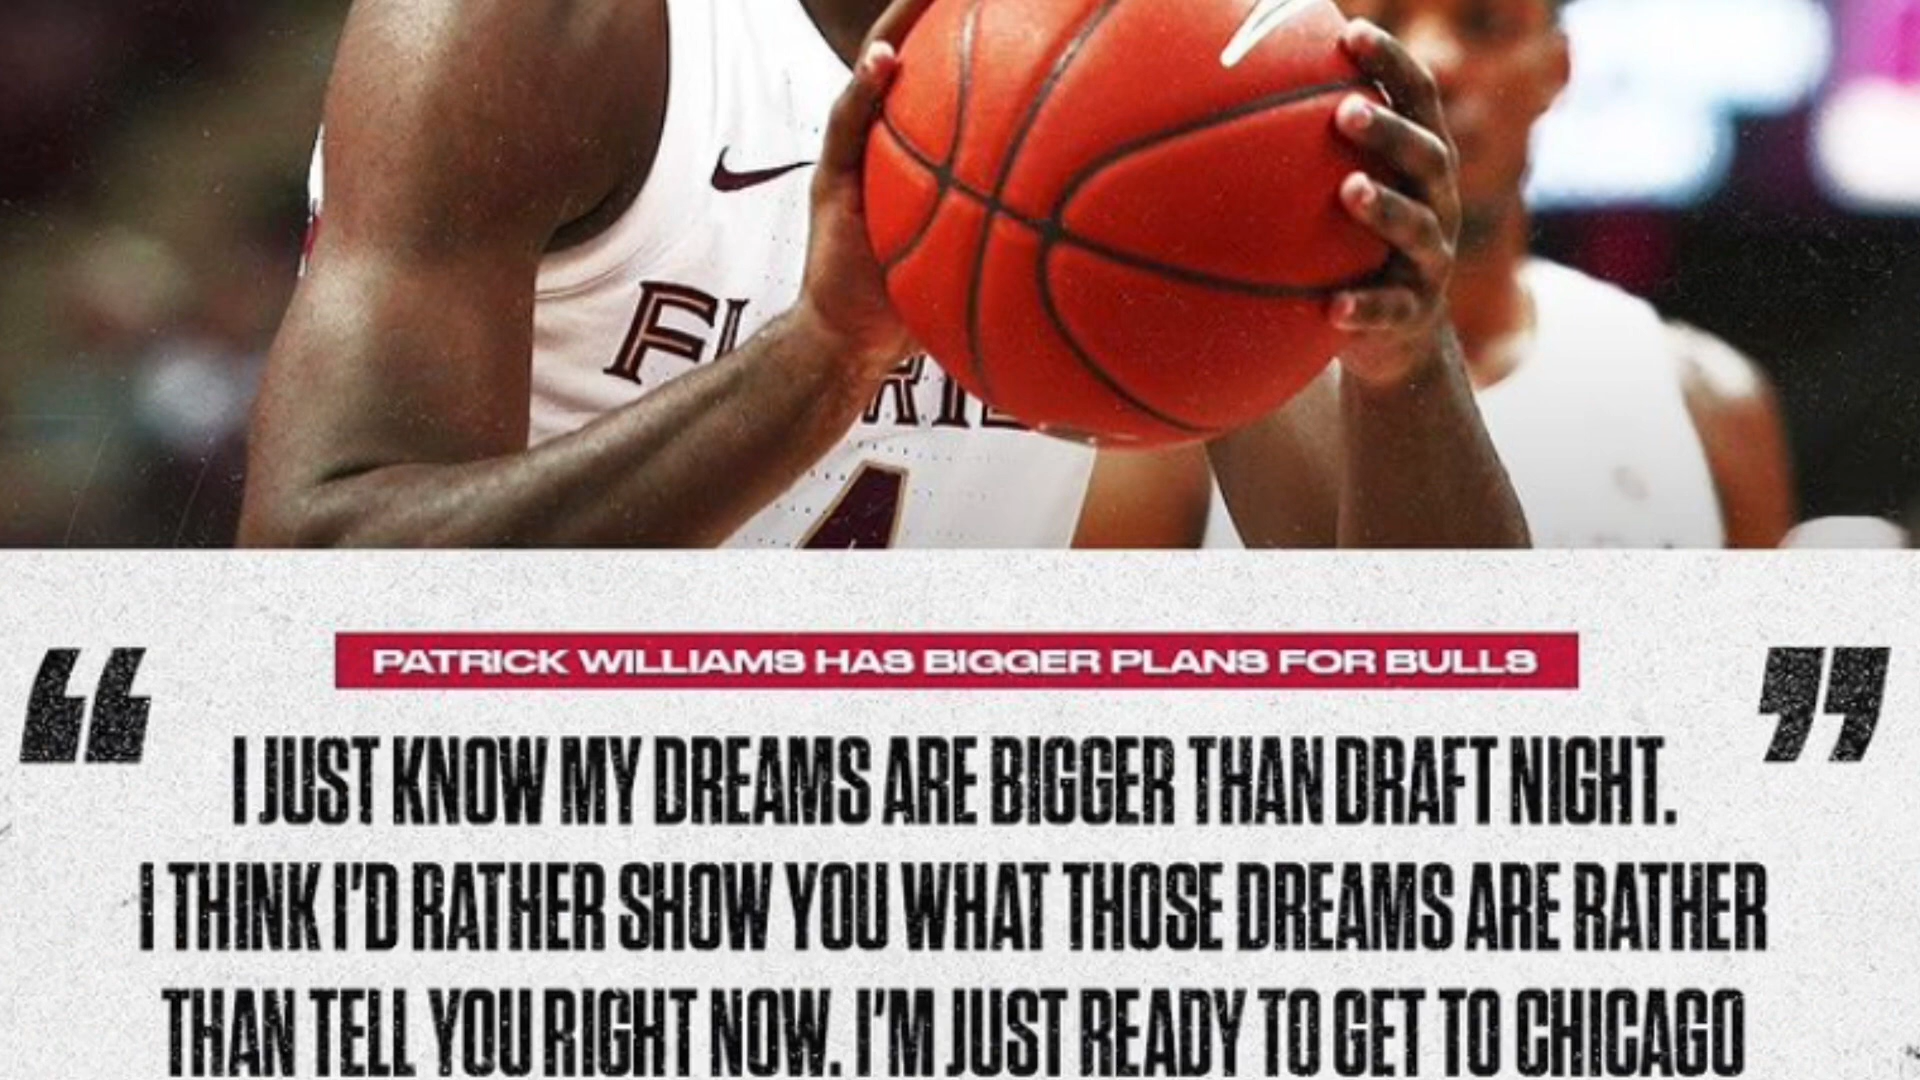 4
PATRICK WILLIAMS HAS BIGGER PLANS FOR BULLS
“ ”
I JUST KNOW MY DREAMS ARE BIGGER THAN DRAFT NIGHT.
I THINK I'D RATHER SHOW YOU WHAT THOSE DREAMS ARE RATHER
THAN TELL YOU RIGHT NOW. I'M JUST READY TO GET TO CHICAGO